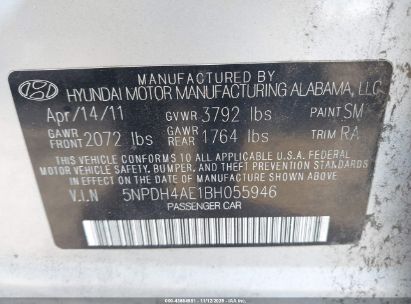 MANUFACTURED BY
HYUNDAI MOTOR MANUFACTURING ALABAMA, LLC
Apr/14/11 GVWR 3792 lbs PAINT SM
GAWR FRONT 2072 lbs GAWR REAR 1764 lbs TRIM RA
THIS VEHICLE CONFORMS TO ALL APPLICABLE U.S.A FEDERAL
MOTOR VEHICLE SAFETY, BUMPER, AND THEFT PREVENTION
STANDARDS IN EFFECT ON THE DATE OF MANUFACTURE SHOWN ABOVE.
V.I.N 5NPDH4AE1BH055946
PASSENGER CAR